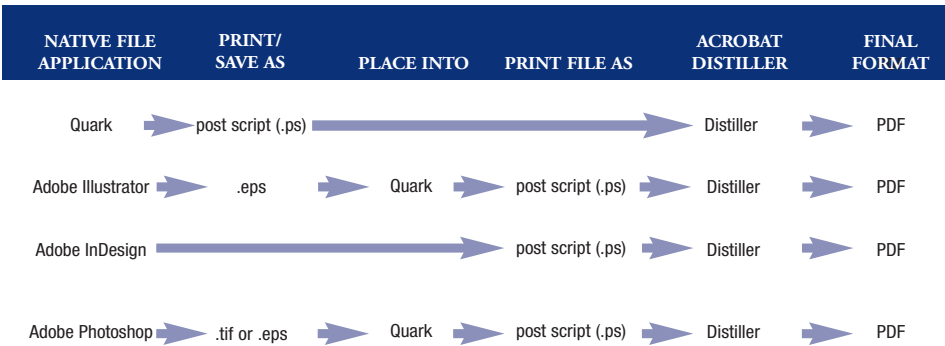 NATIVE FILE APPLICATION PRINT/ SAVE AS PLACE INTO PRINT FILE AS ACROBAT DISTILLER FINAL FORMAT
Quark post script (.ps) Distiller PDF
Adobe Illustrator .eps Quark post script (.ps) Distiller PDF
Adobe InDesign post script (.ps) Distiller PDF
Adobe Photoshop .tif or .eps Quark post script (.ps) Distiller PDF